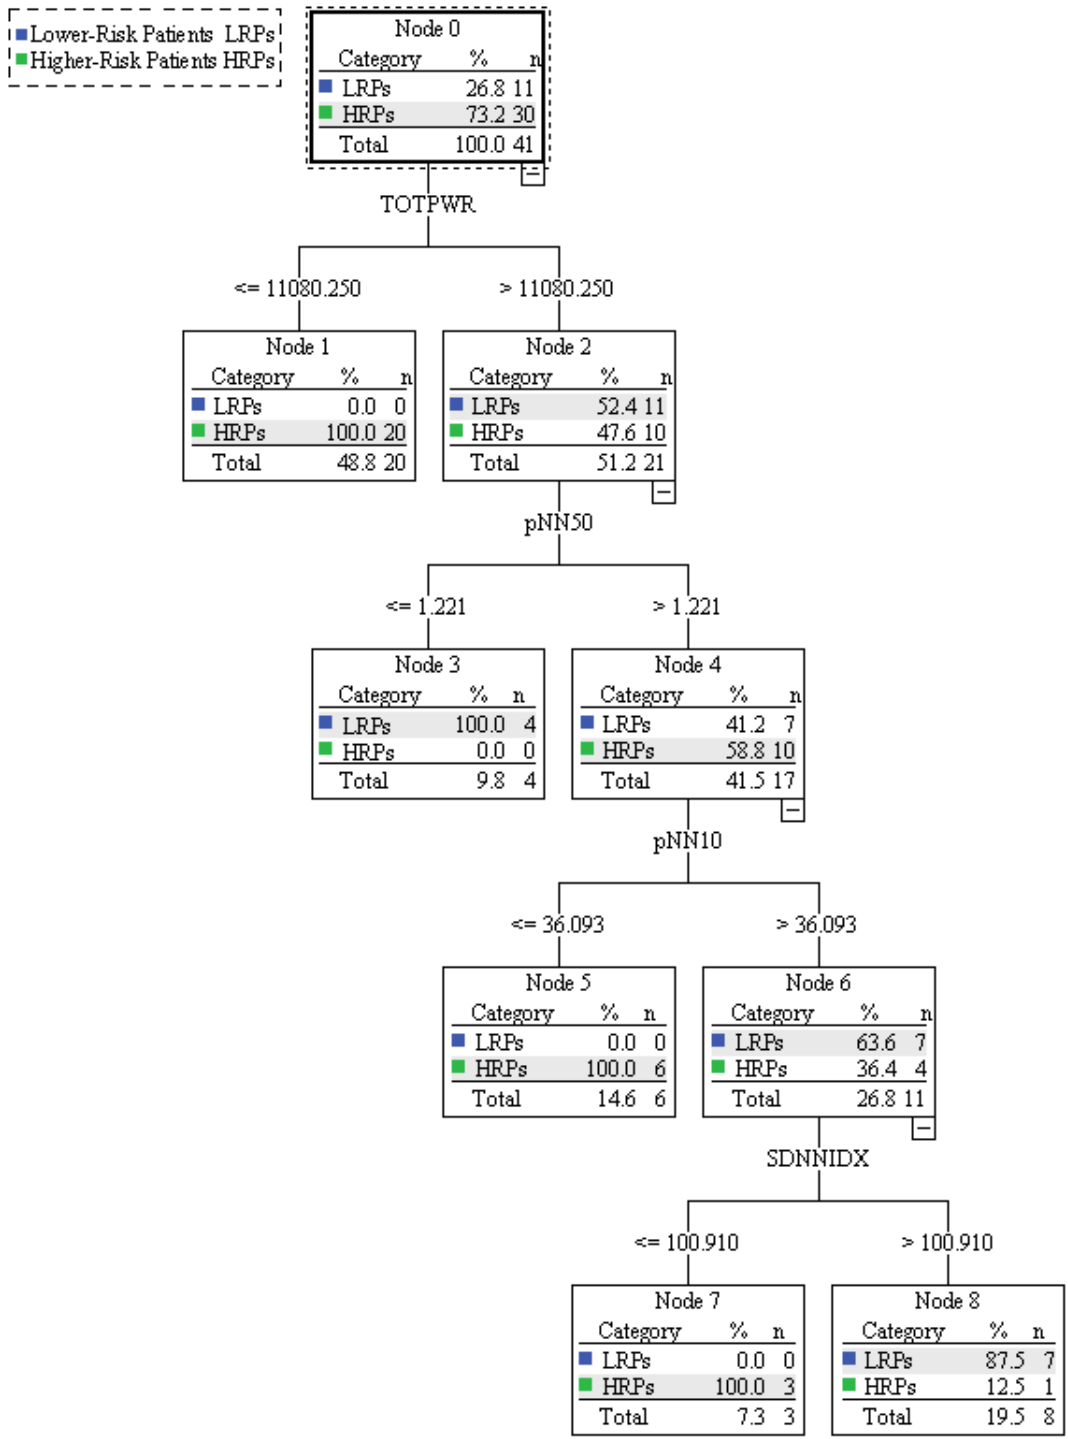 Lower-Risk Patients LRPs
Higher-Risk Patients HRPs
Node 0
Category % n
LRPs 26.8 11
HRPs 73.2 30
Total 100.0 41
TOTPWR
<= 11080.250 > 11080.250
Node 1
Category % n
LRPs 0.0 0
HRPs 100.0 20
Total 48.8 20
Node 2
Category % n
LRPs 52.4 11
HRPs 47.6 10
Total 51.2 21
pNN50
<= 1.221 > 1.221
Node 3
Category % n
LRPs 100.0 4
HRPs 0.0 0
Total 9.8 4
Node 4
Category % n
LRPs 41.2 7
HRPs 58.8 10
Total 41.5 17
pNN10
<= 36.093 > 36.093
Node 5
Category % n
LRPs 0.0 0
HRPs 100.0 6
Total 14.6 6
Node 6
Category % n
LRPs 63.6 7
HRPs 36.4 4
Total 26.8 11
SDNNIDX
<= 100.910 > 100.910
Node 7
Category % n
LRPs 0.0 0
HRPs 100.0 3
Total 7.3 3
Node 8
Category % n
LRPs 87.5 7
HRPs 12.5 1
Total 19.5 8